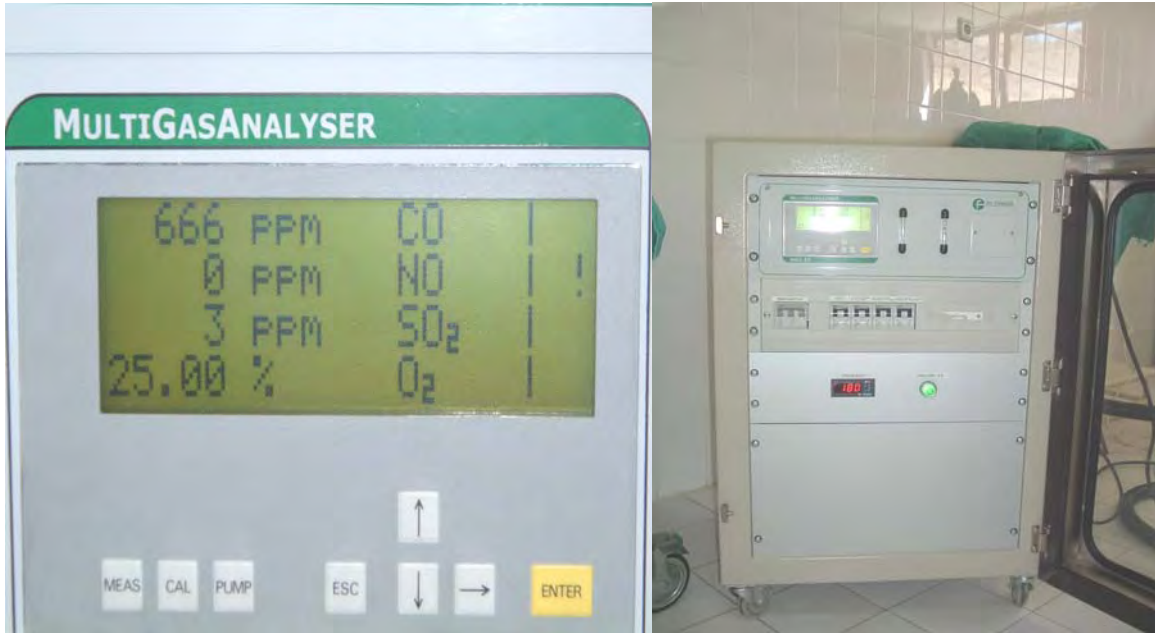 MULTIGASANALYSER
666 ppm CO |
0 ppm NO | !
3 ppm SO₂ |
25.00 % O₂ |
↑
MEAS CAL PUMP ESC ↓ → ENTER
180